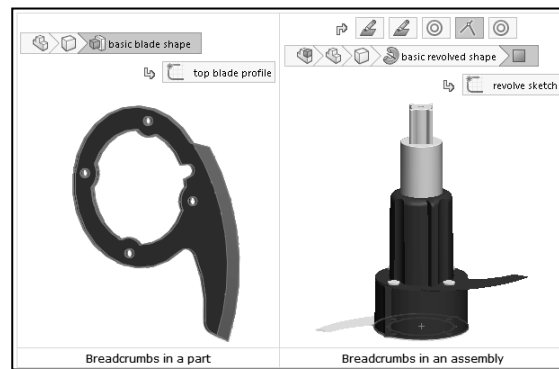 basic blade shape
top blade profile
basic revolved shape
revolve sketch
Breadcrumbs in a part
Breadcrumbs in an assembly